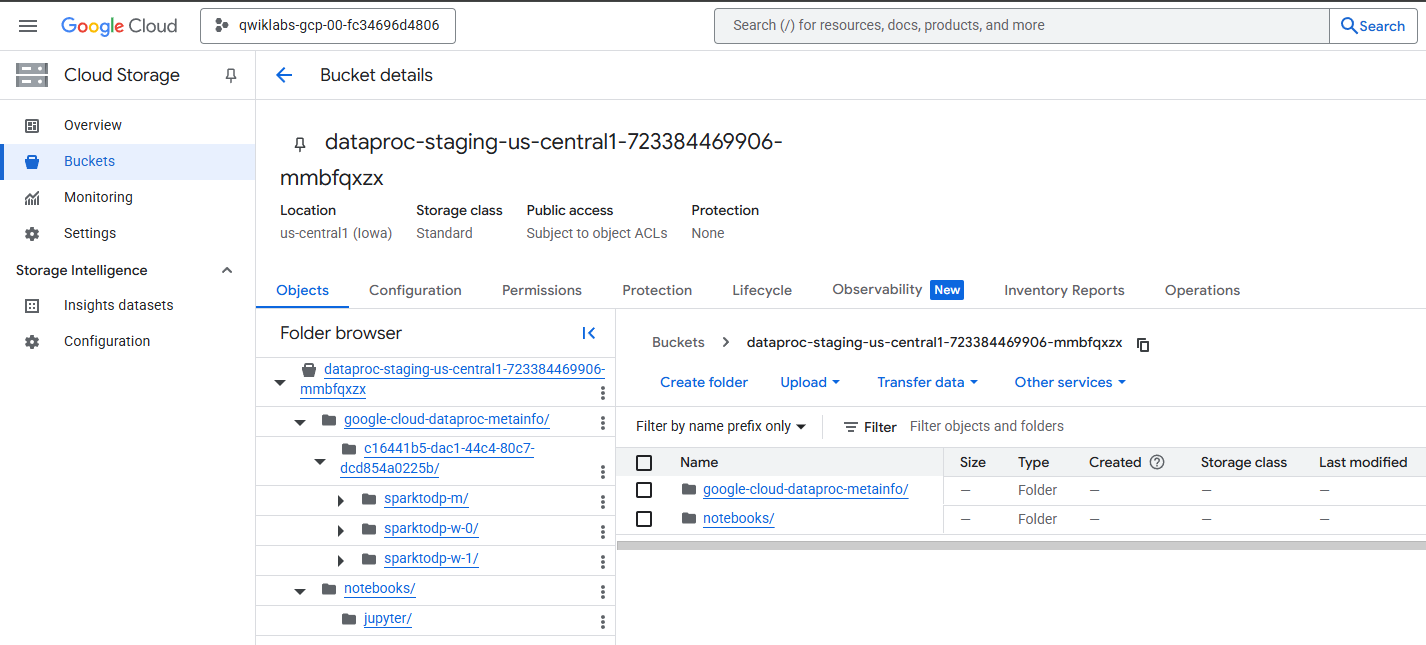 Google Cloud
qwiklabs-gcp-00-fc34696d4806
Search (/) for resources, docs, products, and more
Search
Cloud Storage
Bucket details
Overview
Buckets
Monitoring
Settings
Storage Intelligence
Insights datasets
Configuration
dataproc-staging-us-central1-723384469906-
mmbfqxzx
Location Storage class Public access Protection
us-central1 (Iowa) Standard Subject to object ACLs None
Objects Configuration Permissions Protection Lifecycle Observability New Inventory Reports Operations
Folder browser
dataproc-staging-us-central1-723384469906-
mmbfqxzx
google-cloud-dataproc-metainfo/
c16441b5-dac1-44c4-80c7-
dcd854a0225b/
sparktodp-m/
sparktodp-w-0/
sparktodp-w-1/
notebooks/
jupyter/
Buckets dataproc-staging-us-central1-723384469906-mmbfqxzx
Create folder Upload Transfer data Other services
Filter by name prefix only Filter Filter objects and folders
Name Size Type Created Storage class Last modified
google-cloud-dataproc-metainfo/ — Folder — — —
notebooks/ — Folder — — —